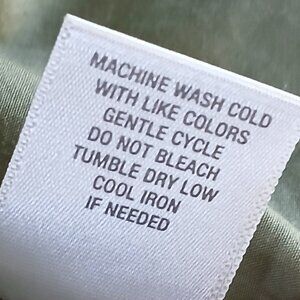 MACHINE WASH COLD
WITH LIKE COLORS
GENTLE CYCLE
DO NOT BLEACH
TUMBLE DRY LOW
COOL IRON
IF NEEDED